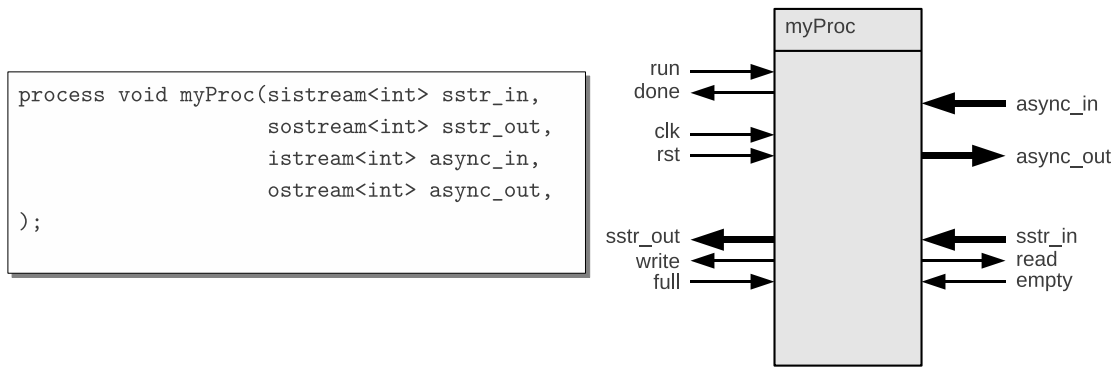 process void myProc(sistream<int> sstr_in,
sostream<int> sstr_out,
istream<int> async_in,
ostream<int> async_out,
);
myProc
run
done
clk
rst
sstr_out
write
full
async_in
async_out
sstr_in
read
empty